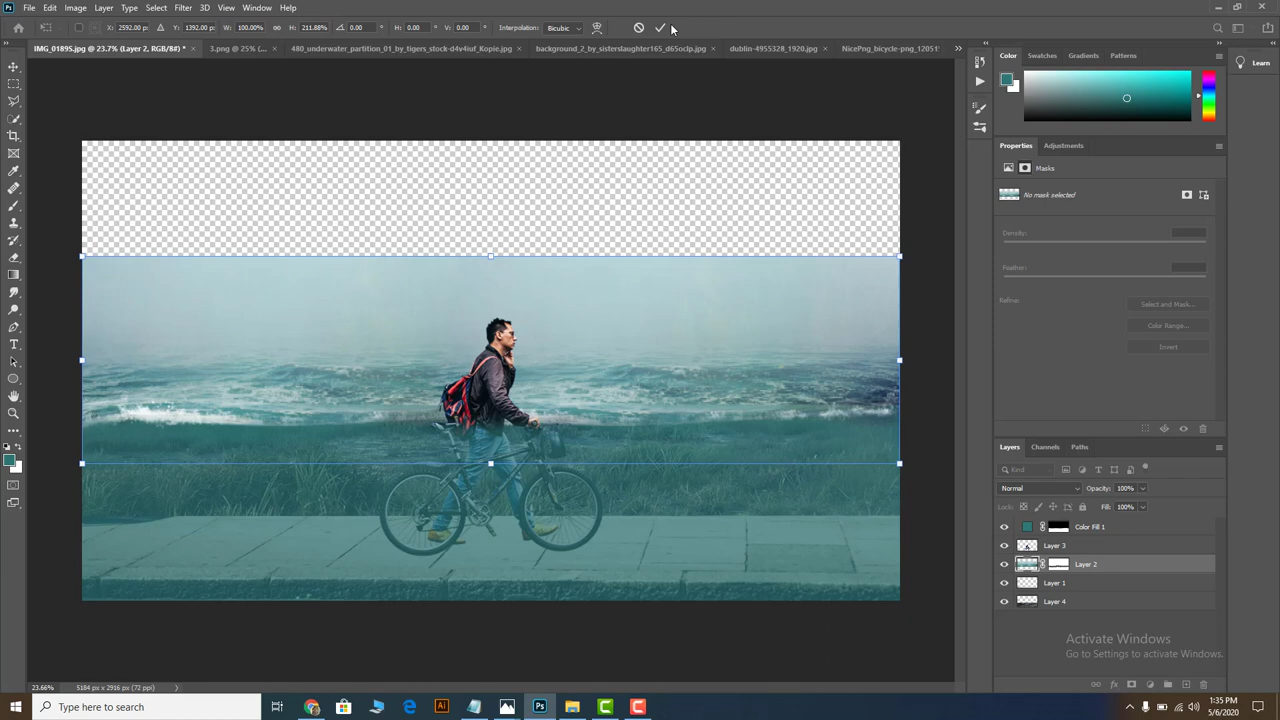 File Edit Image Layer Type Select Filter 3D View Window Help
X: 2592.00 px Y: 1392.00 px W: 100.00% H: 211.88% 0.00 H: 0.00 V: 0.00 Interpolation: Bicubic
IMG_0189S.jpg @ 23.7% (Layer 2, RGB/8#) * × 3.png @ 25% (... × 480_underwater_partition_01_by_tigers_stock-d4v4iuf_Kopie.jpg × background_2_by_sisterslaughter165_d65oclp.jpg × dublin-4955328_1920.jpg × NicePng_bicycle-png_12051
Color Swatches Gradients Patterns
Learn
Properties Adjustments
Masks
No mask selected
Density:
Feather:
Refine:
Select and Mask...
Color Range...
Invert
Layers Channels Paths
Kind
Normal Opacity: 100%
Lock: Fill: 100%
Color Fill 1
Layer 3
Layer 2
Layer 1
Layer 4
Activate Windows
Go to Settings to activate Windows.
23.66% 5184 px x 2916 px (72 ppi)
Type here to search
1:35 PM
5/6/2020